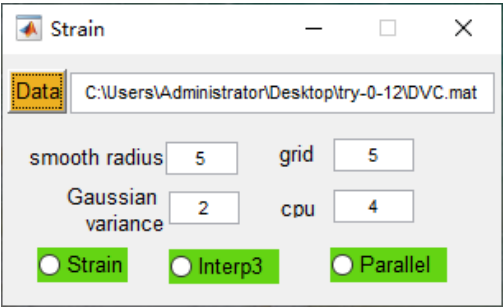 Strain
Data C:\Users\Administrator\Desktop\try-0-12\DVC.mat
smooth radius 5 grid 5
Gaussian
variance 2 cpu 4
Strain Interp3 Parallel